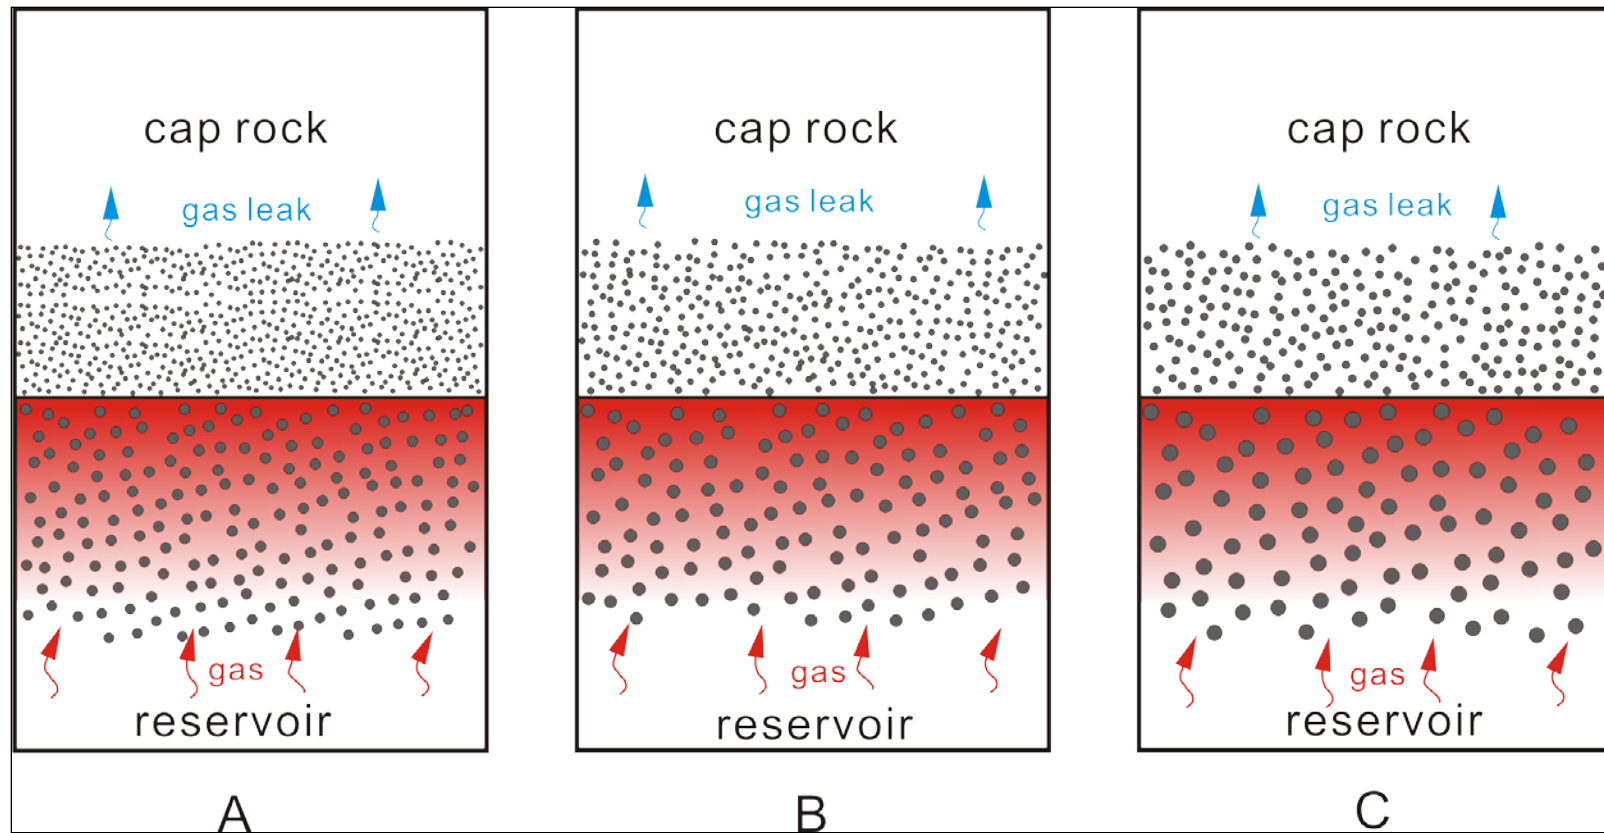 cap rock
gas leak
gas
reservoir
A
cap rock
gas leak
gas
reservoir
B
cap rock
gas leak
gas
reservoir
C